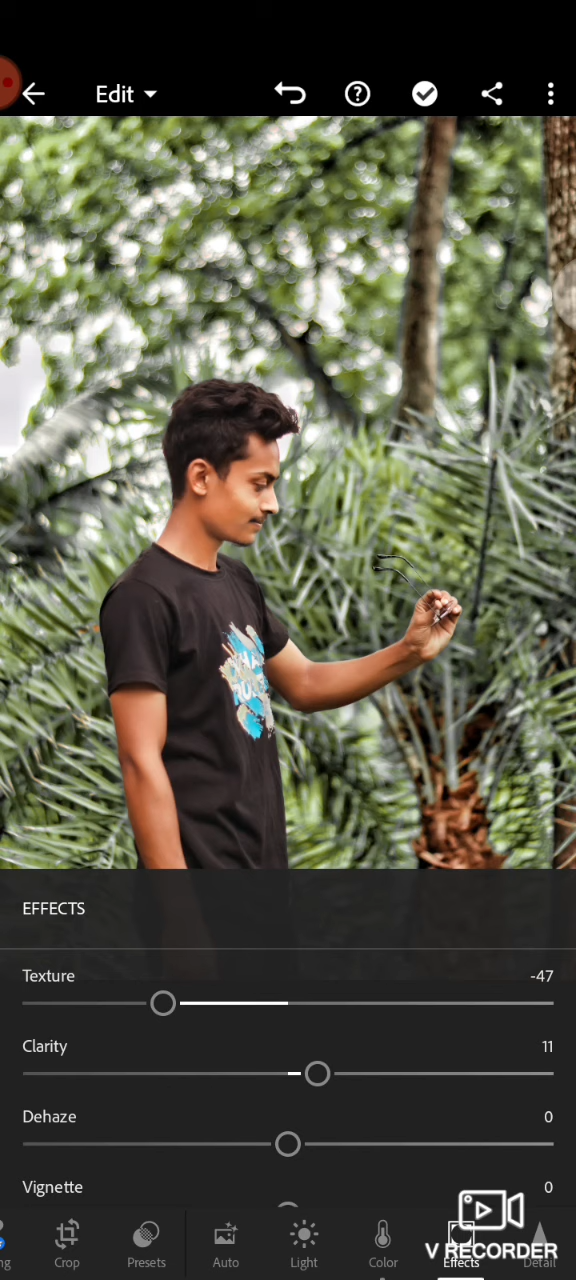 Edit
EFFECTS
Texture -47
Clarity 11
Dehaze 0
Vignette 0
Crop Presets Auto Light Color Effects Detail
V RECORDER